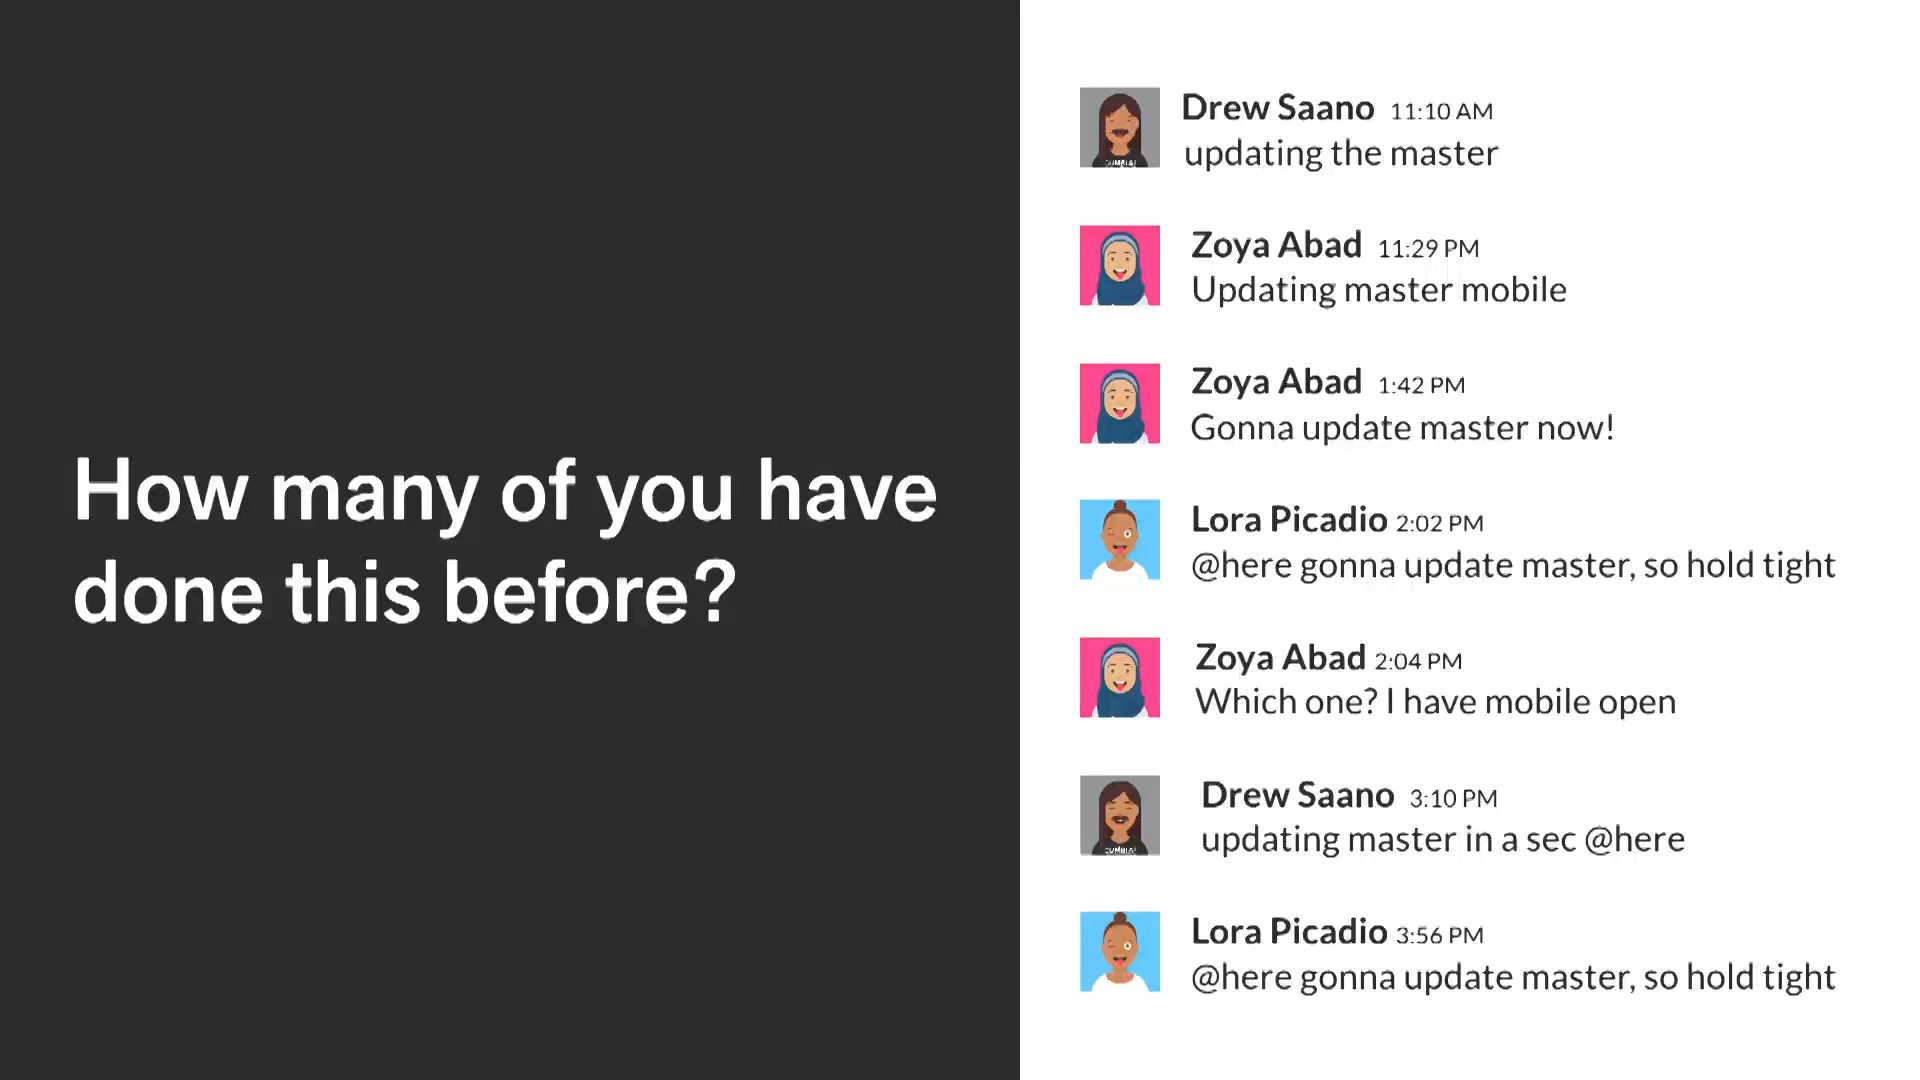 How many of you have
done this before?
Drew Saano 11:10 AM
updating the master
Zoya Abad 11:29 PM
Updating master mobile
Zoya Abad 1:42 PM
Gonna update master now!
Lora Picadio 2:02 PM
@here gonna update master, so hold tight
Zoya Abad 2:04 PM
Which one? I have mobile open
Drew Saano 3:10 PM
updating master in a sec @here
Lora Picadio 3:56 PM
@here gonna update master, so hold tight